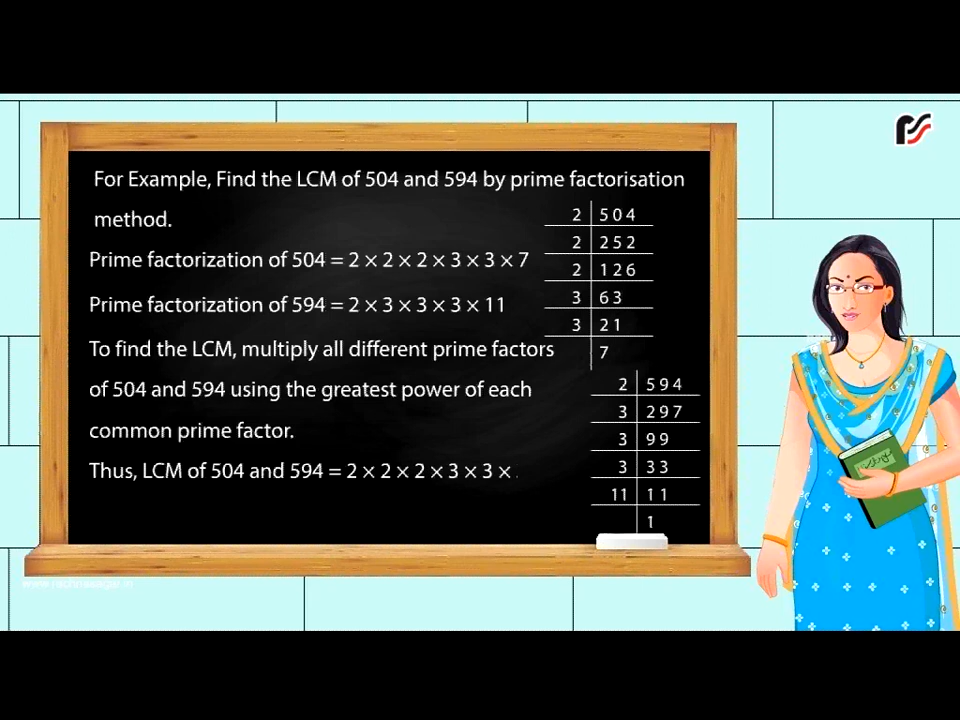 For Example, Find the LCM of 504 and 594 by prime factorisation
method.
Prime factorization of 504 = 2 × 2 × 2 × 3 × 3 × 7
Prime factorization of 594 = 2 × 3 × 3 × 3 × 11
To find the LCM, multiply all different prime factors
of 504 and 594 using the greatest power of each
common prime factor.
Thus, LCM of 504 and 594 = 2 × 2 × 2 × 3 × 3 ×
2 504
2 252
2 126
3 63
3 21
7
2 594
3 297
3 99
3 33
11 11
1